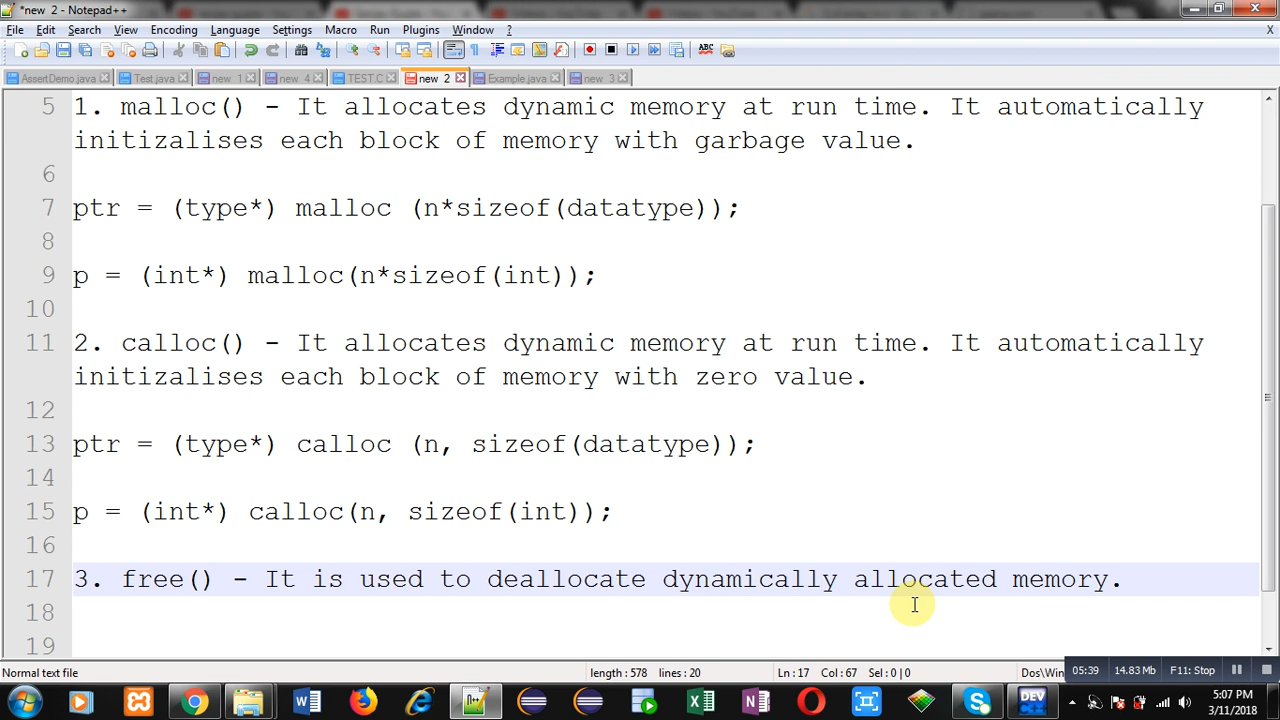 *new 2 - Notepad++
File Edit Search View Encoding Language Settings Macro Run Plugins Window ? X
AssertDemo.java Test.java new 1 new 4 TEST.C new 2 Example.java new 3
5 1. malloc() - It allocates dynamic memory at run time. It automatically
initizalises each block of memory with garbage value.
6
7 ptr = (type*) malloc (n*sizeof(datatype));
8
9 p = (int*) malloc(n*sizeof(int));
10
11 2. calloc() - It allocates dynamic memory at run time. It automatically
initizalises each block of memory with zero value.
12
13 ptr = (type*) calloc (n, sizeof(datatype));
14
15 p = (int*) calloc(n, sizeof(int));
16
17 3. free() - It is used to deallocate dynamically allocated memory.
18
19
Normal text file length : 578 lines : 20 Ln : 17 Col : 67 Sel : 0 | 0 Dos\Win 05:39 14.83 Mb F11: Stop
DEV 5:07 PM
3/11/2018